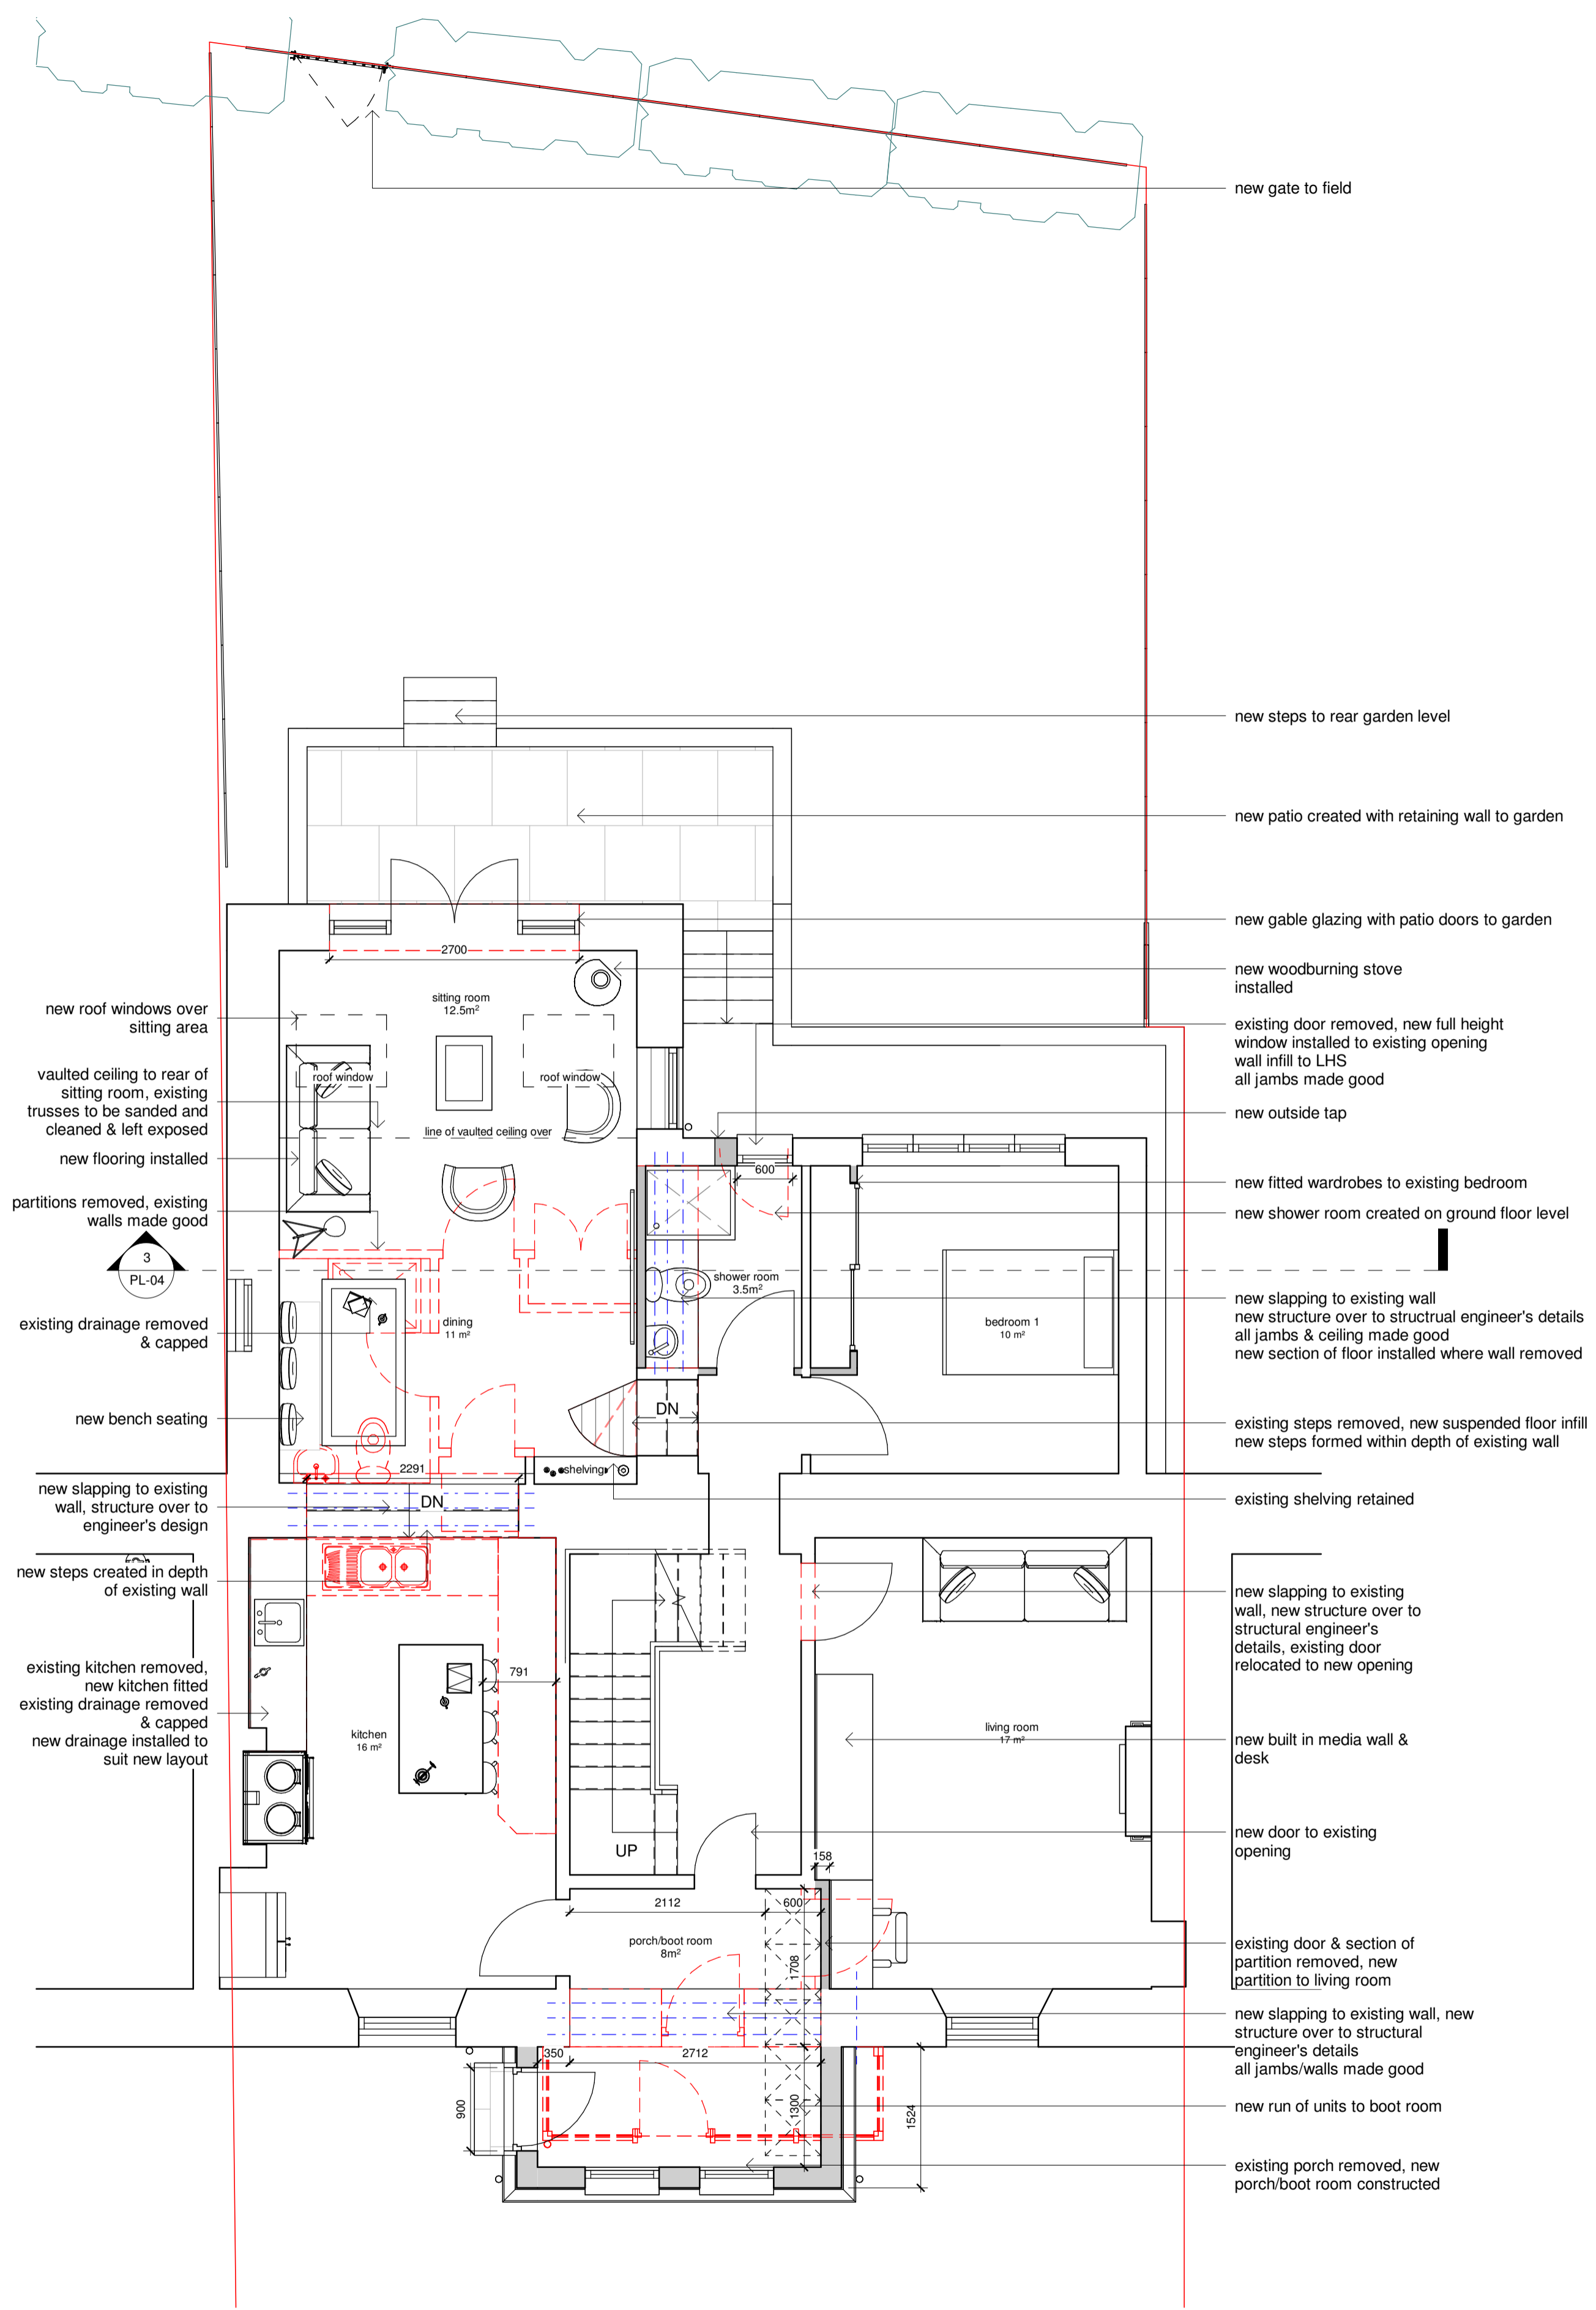 new gate to field
new steps to rear garden level
new patio created with retaining wall to garden
new gable glazing with patio doors to garden
2700
new woodburning stove
installed
sitting room
12.5m²
new roof windows over
sitting area
existing door removed, new full height
window installed to existing opening
wall infill to LHS
all jambs made good
vaulted ceiling to rear of
sitting room, existing
trusses to be sanded and
cleaned & left exposed
roof window
roof window
new outside tap
line of vaulted ceiling over
new flooring installed
600
new fitted wardrobes to existing bedroom
partitions removed, existing
walls made good
new shower room created on ground floor level
3
PL-04
shower room
3.5m²
new slapping to existing wall
new structure over to structrual engineer's details
all jambs & ceiling made good
new section of floor installed where wall removed
existing drainage removed
& capped
dining
11 m²
bedroom 1
10 m²
DN
new bench seating
existing steps removed, new suspended floor infill
new steps formed within depth of existing wall
2291
shelving
new slapping to existing
wall, structure over to
engineer's design
DN
existing shelving retained
new steps created in depth
of existing wall
new slapping to existing
wall, new structure over to
structural engineer's
details, existing door
relocated to new opening
existing kitchen removed,
new kitchen fitted
existing drainage removed
& capped
new drainage installed to
suit new layout
791
kitchen
16 m²
living room
17 m²
new built in media wall &
desk
UP
new door to existing
opening
158
2112
600
porch/boot room
8m²
1708
existing door & section of
partition removed, new
partition to living room
new slapping to existing wall, new
structure over to structural
engineer's details
all jambs/walls made good
350
2712
900
1300
1524
new run of units to boot room
existing porch removed, new
porch/boot room constructed